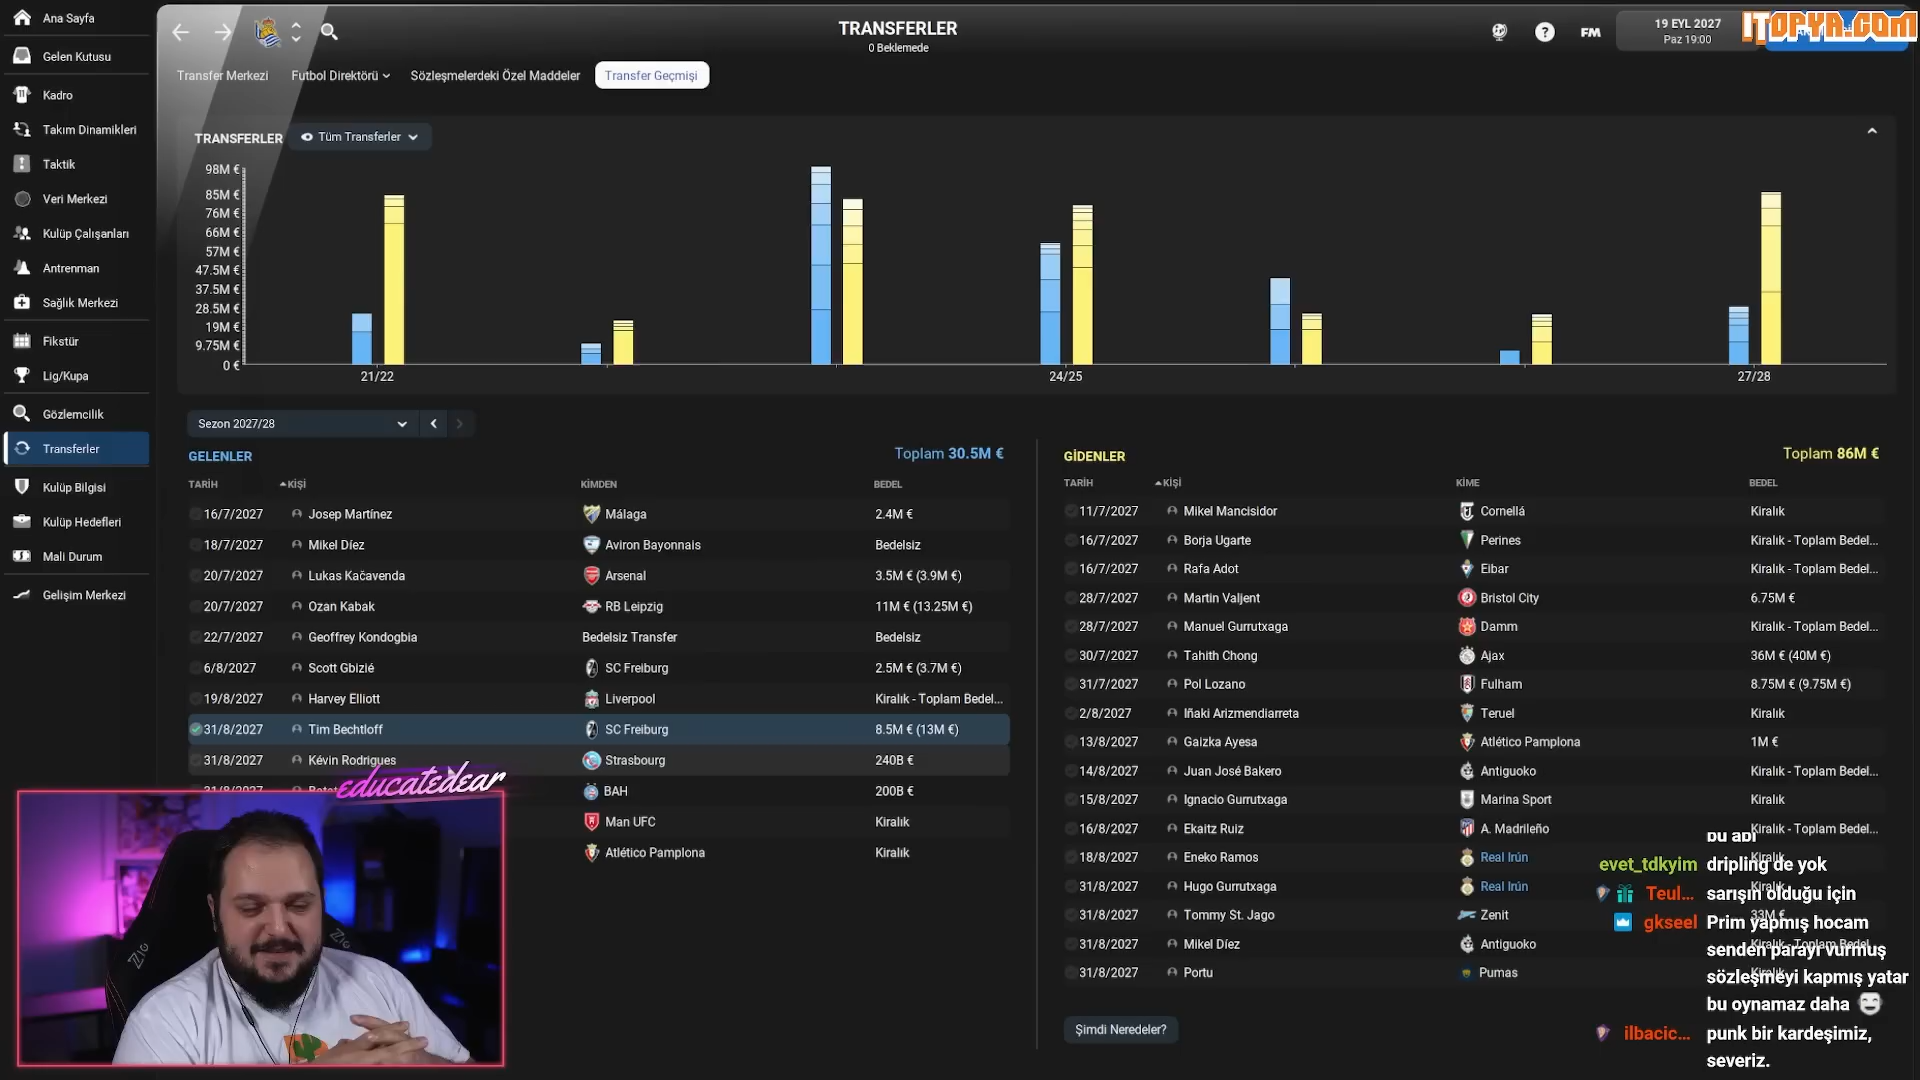 Ana Sayfa
Gelen Kutusu
Kadro
Takım Dinamikleri
Taktik
Veri Merkezi
Kulüp Çalışanları
Antrenman
Sağlık Merkezi
Fikstür
Lig/Kupa
Gözlemcilik
Transferler
Kulüp Bilgisi
Kulüp Hedefleri
Mali Durum
Gelişim Merkezi
TRANSFERLER
0 Beklemede
FM
19 EYL 2027
Paz 19:00
ITOPYA.COM
Transfer Merkezi
Futbol Direktörü
Sözleşmelerdeki Özel Maddeler
Transfer Geçmişi
TRANSFERLER
Tüm Transferler
98M €
85M €
76M €
66M €
57M €
47.5M €
37.5M €
28.5M €
19M €
9.75M €
0 €
21/22
24/25
27/28
Sezon 2027/28
GELENLER
Toplam 30.5M €
TARİH KİŞİ KİMDEN BEDEL
16/7/2027 Josep Martínez Málaga 2.4M €
18/7/2027 Mikel Díez Aviron Bayonnais Bedelsiz
20/7/2027 Lukas Kačavenda Arsenal 3.5M € (3.9M €)
20/7/2027 Ozan Kabak RB Leipzig 11M € (13.25M €)
22/7/2027 Geoffrey Kondogbia Bedelsiz Transfer Bedelsiz
6/8/2027 Scott Gbizié SC Freiburg 2.5M € (3.7M €)
19/8/2027 Harvey Elliott Liverpool Kiralık - Toplam Bedel...
31/8/2027 Tim Bechtloff SC Freiburg 8.5M € (13M €)
31/8/2027 Kévin Rodrigues Strasbourg 240B €
BAH 200B €
Man UFC Kiralık
Atlético Pamplona Kiralık
educatedear
GİDENLER
Toplam 86M €
TARİH KİŞİ KİME BEDEL
11/7/2027 Mikel Mancisidor Cornellá Kiralık
16/7/2027 Borja Ugarte Perines Kiralık - Toplam Bedel...
16/7/2027 Rafa Adot Eibar Kiralık - Toplam Bedel...
28/7/2027 Martin Valjent Bristol City 6.75M €
28/7/2027 Manuel Gurrutxaga Damm Kiralık - Toplam Bedel...
30/7/2027 Tahith Chong Ajax 36M € (40M €)
31/7/2027 Pol Lozano Fulham 8.75M € (9.75M €)
2/8/2027 Iñaki Arizmendiarreta Teruel Kiralık
13/8/2027 Gaizka Ayesa Atlético Pamplona 1M €
14/8/2027 Juan José Bakero Antiguoko Kiralık - Toplam Bedel...
15/8/2027 Ignacio Gurrutxaga Marina Sport Kiralık
16/8/2027 Ekaitz Ruiz A. Madrileño Kiralık - Toplam Bedel...
18/8/2027 Eneko Ramos Real Irún Kiralık
31/8/2027 Hugo Gurrutxaga Real Irún Kiralık
31/8/2027 Tommy St. Jago Zenit 33M €
31/8/2027 Mikel Díez Antiguoko Kiralık - Toplam Bedel
31/8/2027 Portu Pumas Kiralık
Şimdi Neredeler?
bu abi
evet_tdkyim dripling de yok
Teul... sarışın olduğu için
gkseel Prim yapmış hocam
senden parayı vurmuş
sözleşmeyi kapmış yatar
bu oynamaz daha
ilbacic... punk bir kardeşimiz,
severiz.